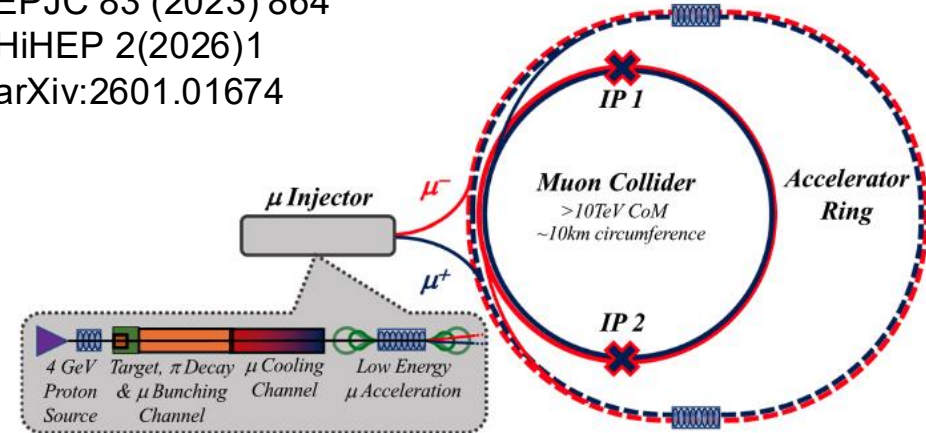 EPJC 83 (2023) 864
HiHEP 2(2026)1
arXiv:2601.01674
IP 1
μ Injector
μ−
Muon Collider
>10TeV CoM
~10km circumference
Accelerator
Ring
μ+
IP 2
4 GeV
Proton
Source
Target, π Decay
& μ Bunching
Channel
μ Cooling
Channel
Low Energy
μ Acceleration